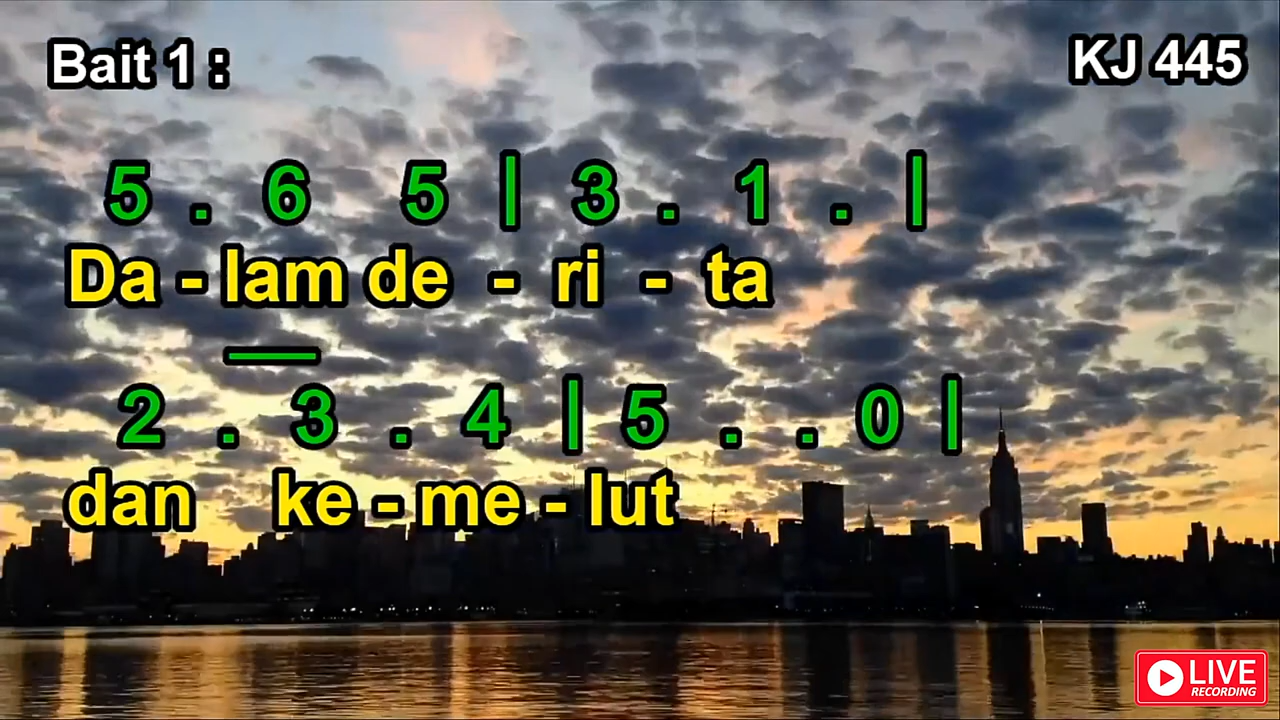 Bait 1 :
KJ 445
5 . 6 5 | 3 . 1 . |
Da - lam de - ri - ta
2 . 3 . 4 | 5 . . 0 |
dan ke - me - lut
LIVE
RECORDING